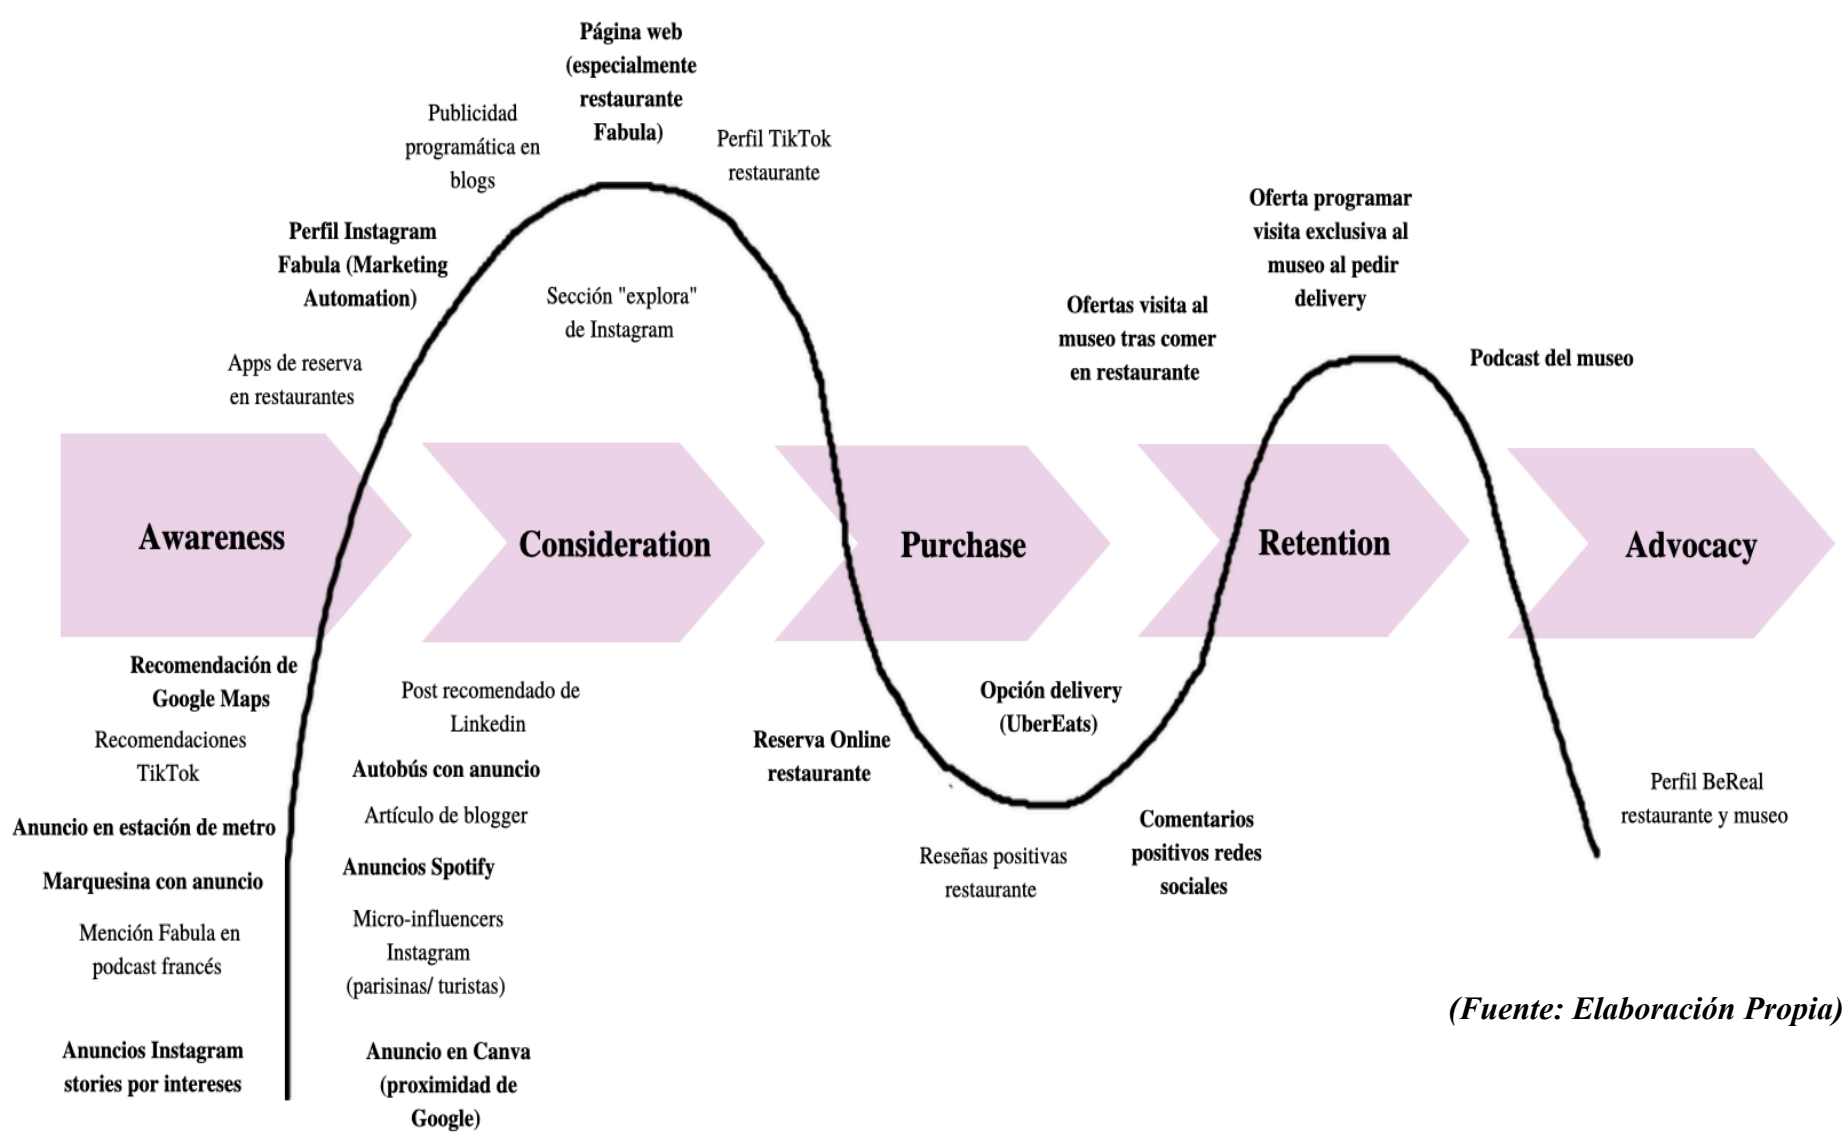 Página web
(especialmente
restaurante
Fabula)
Publicidad
programática en
blogs
Perfil TikTok
restaurante
Perfil Instagram
Fabula (Marketing
Automation)
Sección "explora"
de Instagram
Apps de reserva
en restaurantes
Oferta programar
visita exclusiva al
museo al pedir
delivery
Ofertas visita al
museo tras comer
en restaurante
Podcast del museo
Awareness
Consideration
Purchase
Retention
Advocacy
Recomendación de
Google Maps
Recomendaciones
TikTok
Anuncio en estación de metro
Marquesina con anuncio
Mención Fabula en
podcast francés
Anuncios Instagram
stories por intereses
Post recomendado de
Linkedin
Autobús con anuncio
Artículo de blogger
Anuncios Spotify
Micro-influencers
Instagram
(parisinas/ turistas)
Anuncio en Canva
(proximidad de
Google)
Reserva Online
restaurante
Opción delivery
(UberEats)
Reseñas positivas
restaurante
Comentarios
positivos redes
sociales
Perfil BeReal
restaurante y museo
(Fuente: Elaboración Propia)